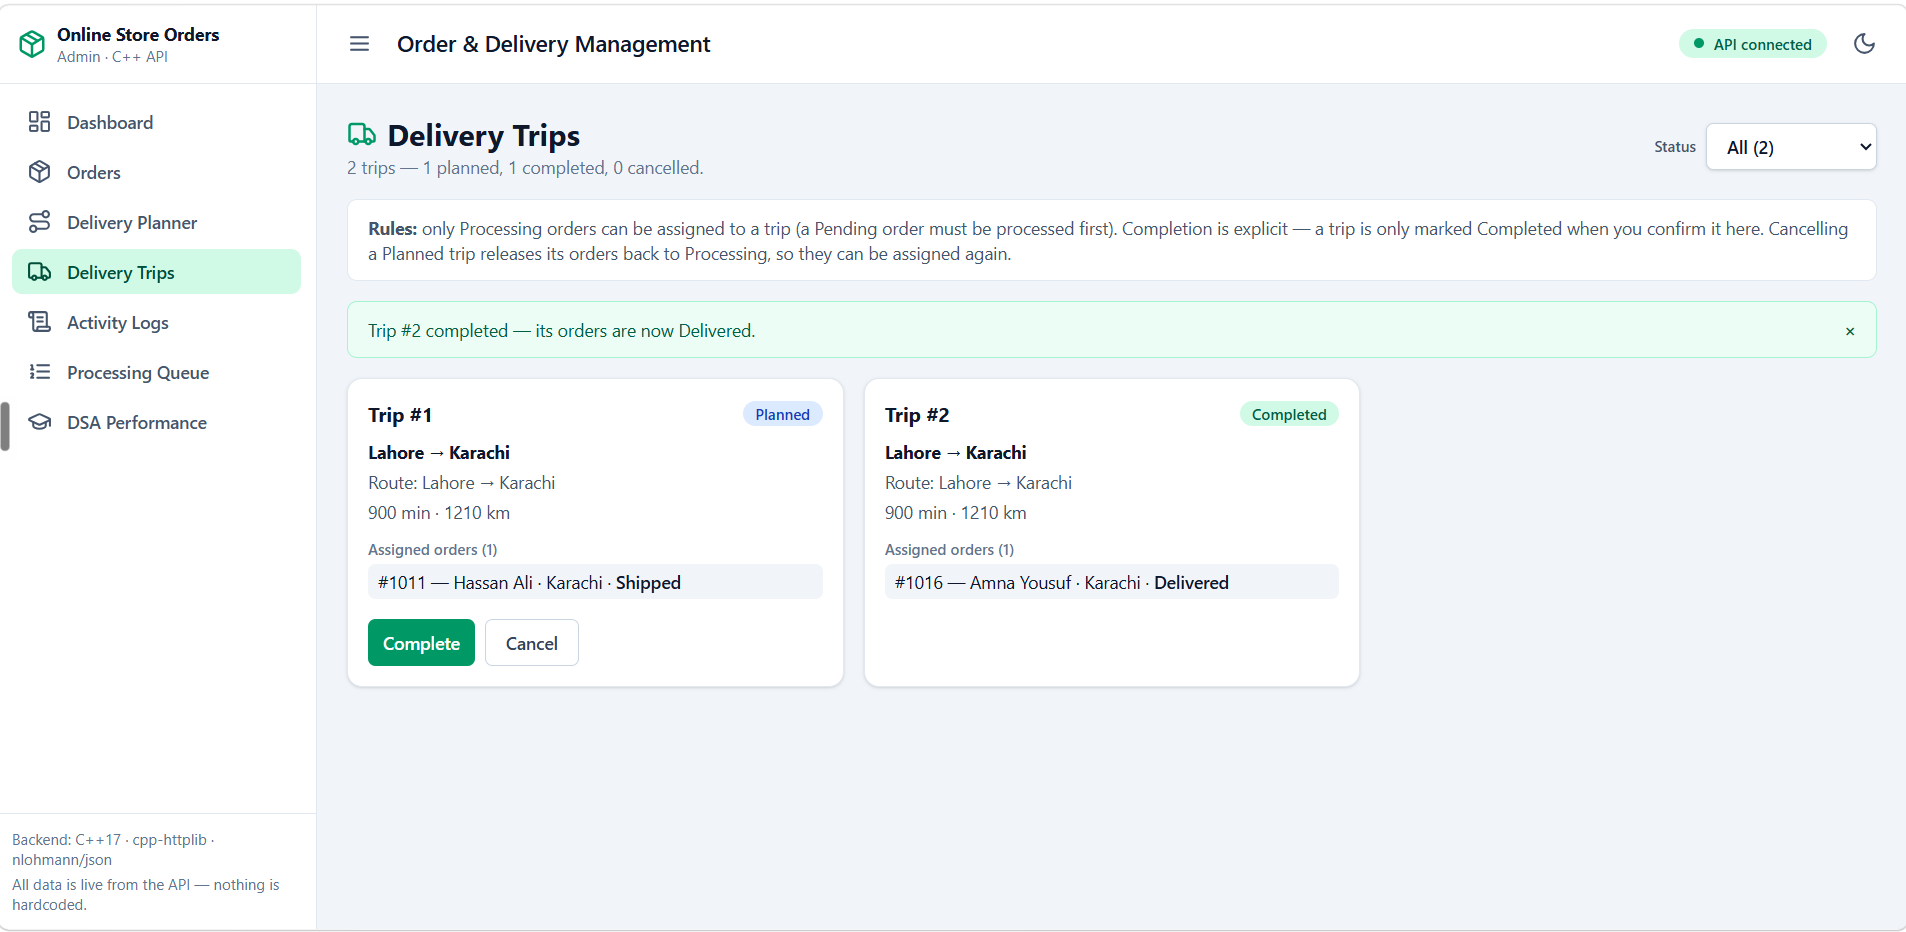 Online Store Orders
Admin · C++ API
Dashboard
Orders
Delivery Planner
Delivery Trips
Activity Logs
Processing Queue
DSA Performance
Backend: C++17 · cpp-httplib ·
nlohmann/json
All data is live from the API — nothing is
hardcoded.
Order & Delivery Management
API connected
Delivery Trips
2 trips — 1 planned, 1 completed, 0 cancelled.
Status
All (2)
Rules: only Processing orders can be assigned to a trip (a Pending order must be processed first). Completion is explicit — a trip is only marked Completed when you confirm it here. Cancelling
a Planned trip releases its orders back to Processing, so they can be assigned again.
Trip #2 completed — its orders are now Delivered.
×
Trip #1
Planned
Lahore → Karachi
Route: Lahore → Karachi
900 min · 1210 km
Assigned orders (1)
#1011 — Hassan Ali · Karachi · Shipped
Complete
Cancel
Trip #2
Completed
Lahore → Karachi
Route: Lahore → Karachi
900 min · 1210 km
Assigned orders (1)
#1016 — Amna Yousuf · Karachi · Delivered